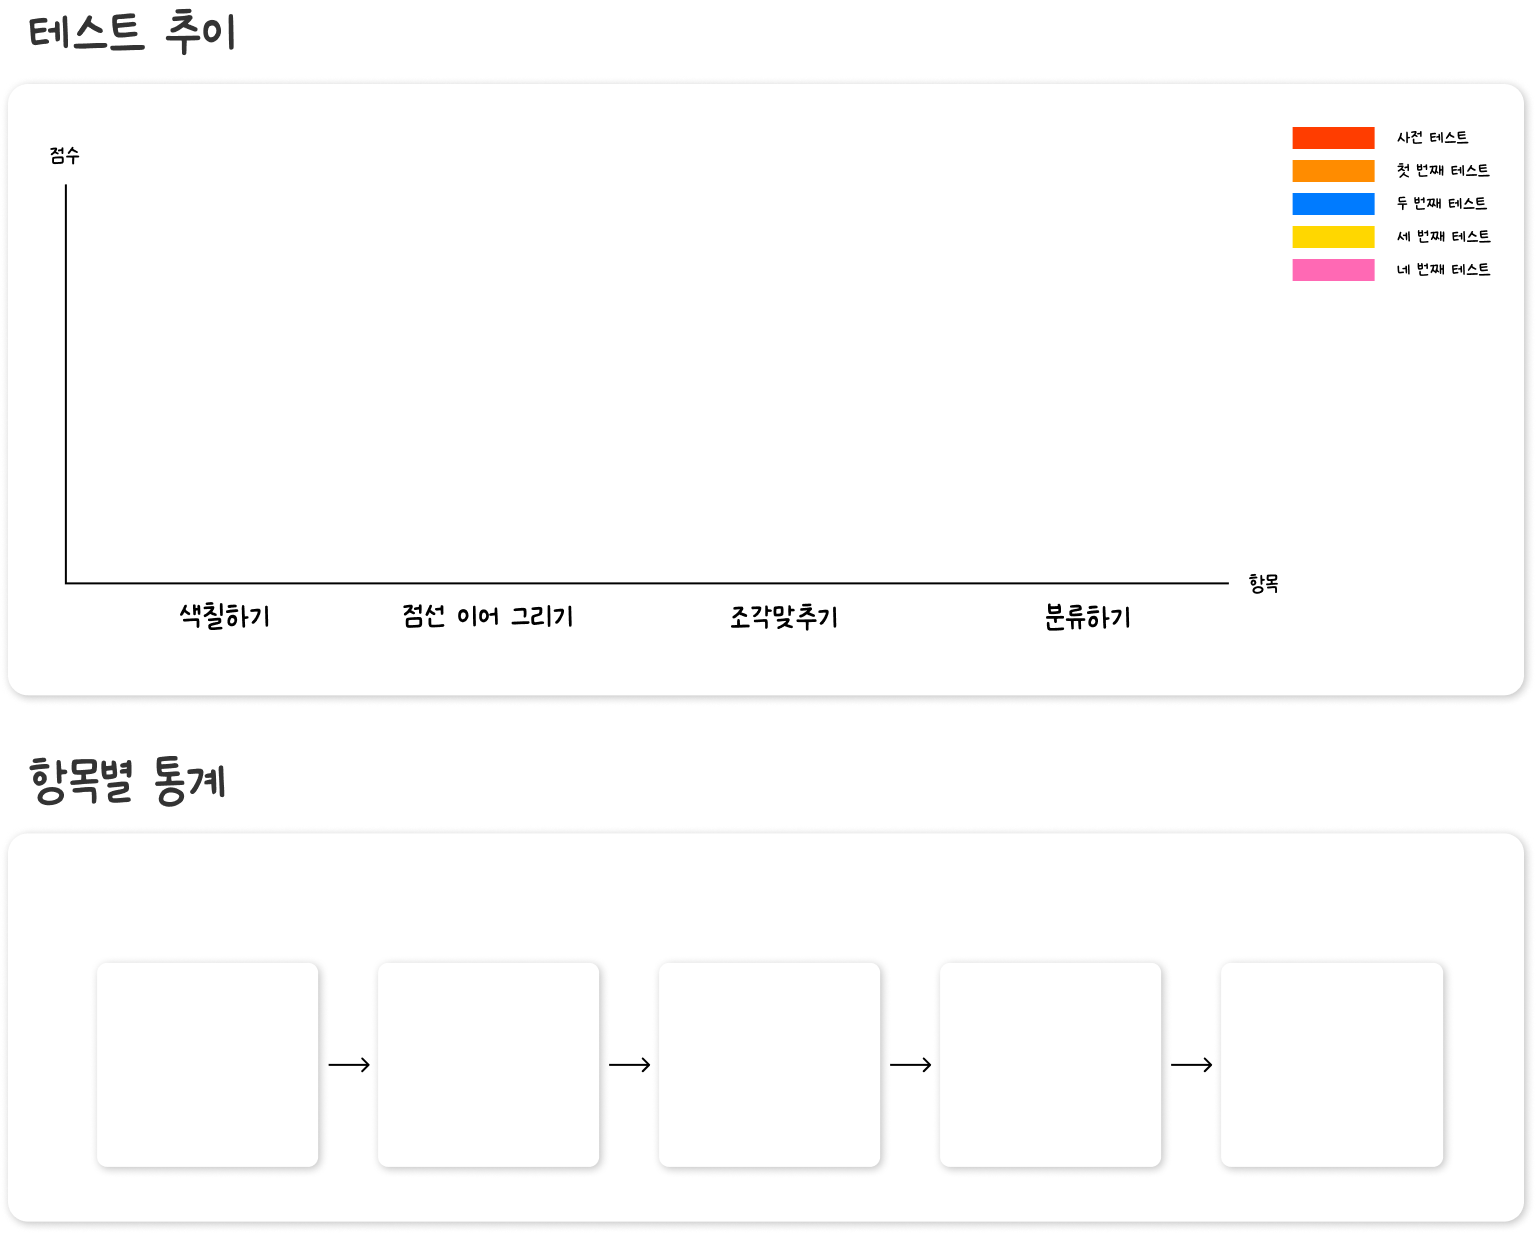 테스트 추이
점수
사전 테스트
첫 번째 테스트
두 번째 테스트
세 번째 테스트
네 번째 테스트
항목
색칠하기 점선 이어 그리기 조각맞추기 분류하기
항목별 통계